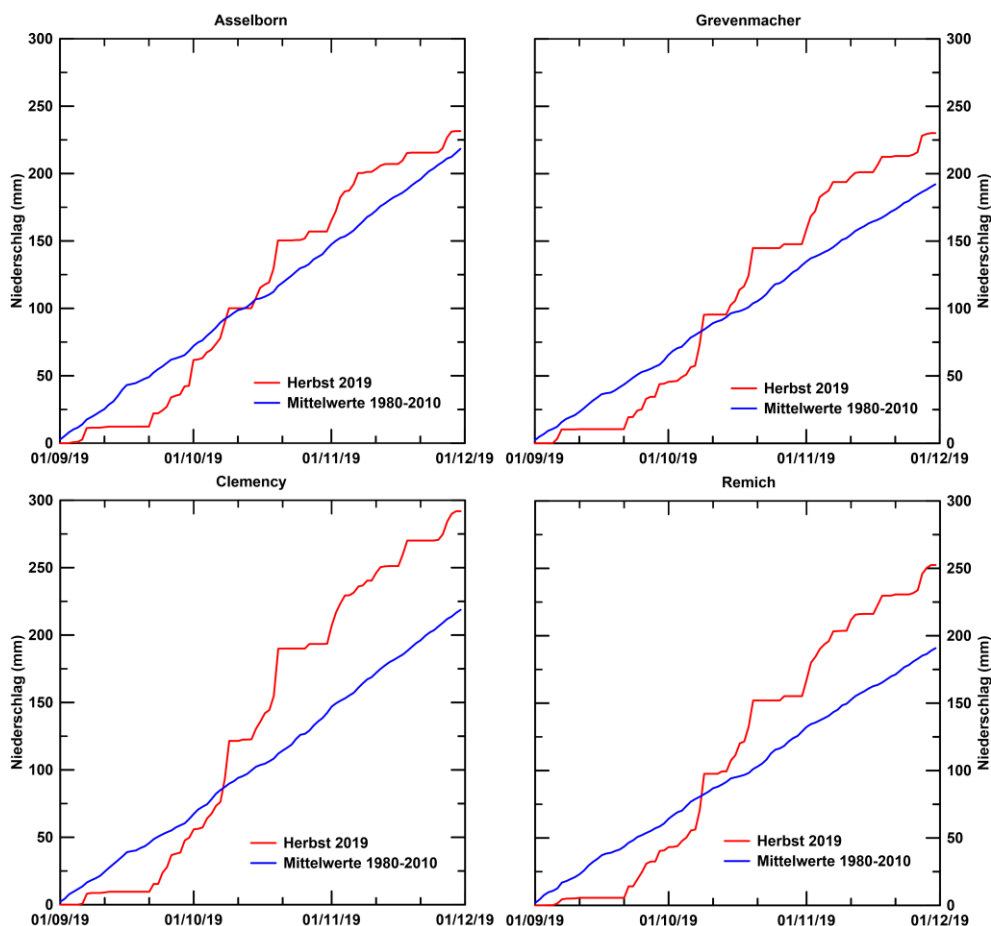 Asselborn
Grevenmacher
300
250
200
150
100
50
0
Niederschlag (mm)
Herbst 2019
Mittelwerte 1980-2010
01/09/19
01/10/19
01/11/19
01/12/19
300
250
200
150
100
50
0
Niederschlag (mm)
Herbst 2019
Mittelwerte 1980-2010
01/09/19
01/10/19
01/11/19
01/12/19
Clemency
Remich
300
250
200
150
100
50
0
Niederschlag (mm)
Herbst 2019
Mittelwerte 1980-2010
01/09/19
01/10/19
01/11/19
01/12/19
300
250
200
150
100
50
0
Niederschlag (mm)
Herbst 2019
Mittelwerte 1980-2010
01/09/19
01/10/19
01/11/19
01/12/19